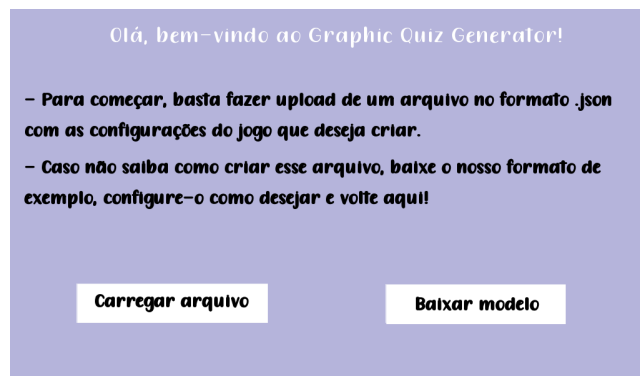 Olá, bem-vindo ao Graphic Quiz Generator!
- Para começar, basta fazer upload de um arquivo no formato .json
com as configurações do jogo que deseja criar.
- Caso não saiba como criar esse arquivo, baixe o nosso formato de
exemplo, configure-o como desejar e volte aqui!
Carregar arquivo
Baixar modelo